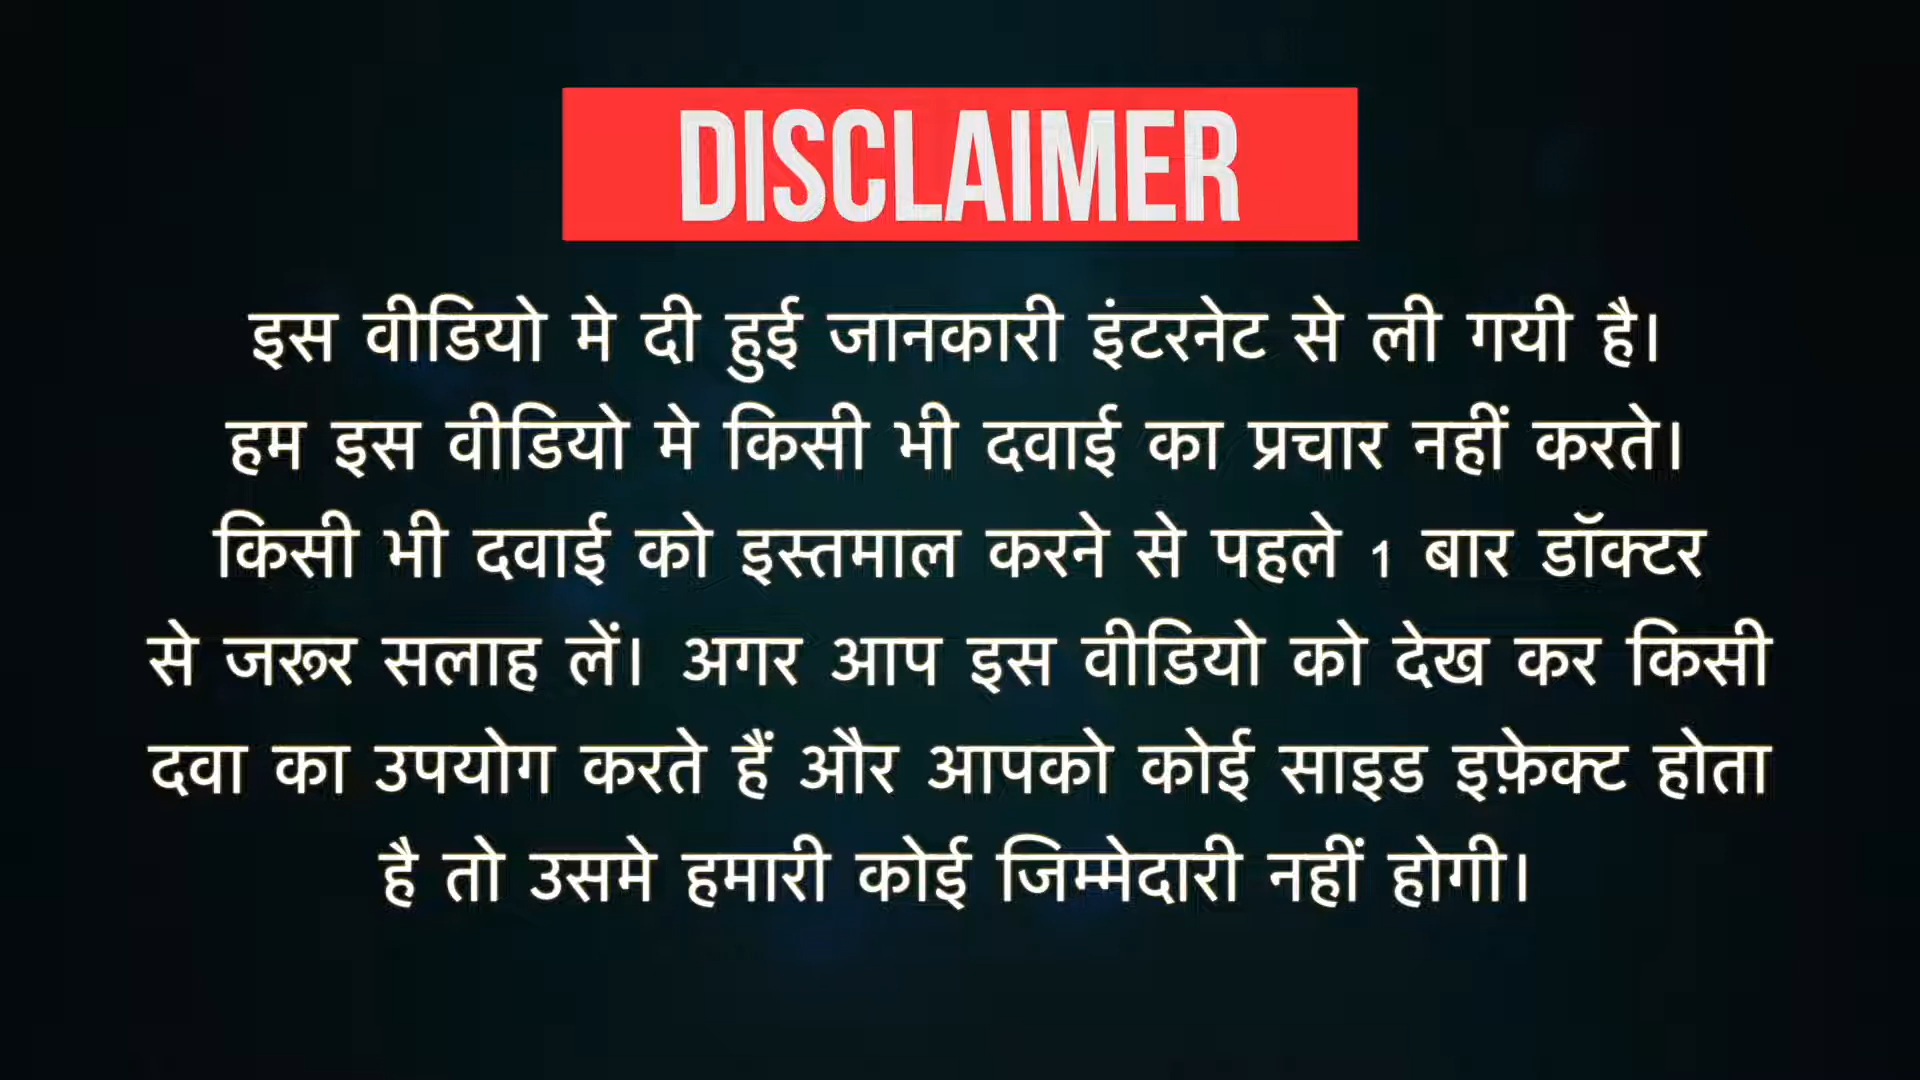 DISCLAIMER
इस वीडियो मे दी हुई जानकारी इंटरनेट से ली गयी है।
हम इस वीडियो मे किसी भी दवाई का प्रचार नहीं करते।
किसी भी दवाई को इस्तमाल करने से पहले 1 बार डॉक्टर
से जरूर सलाह लें। अगर आप इस वीडियो को देख कर किसी
दवा का उपयोग करते हैं और आपको कोई साइड इफ़ेक्ट होता
है तो उसमे हमारी कोई जिम्मेदारी नहीं होगी।